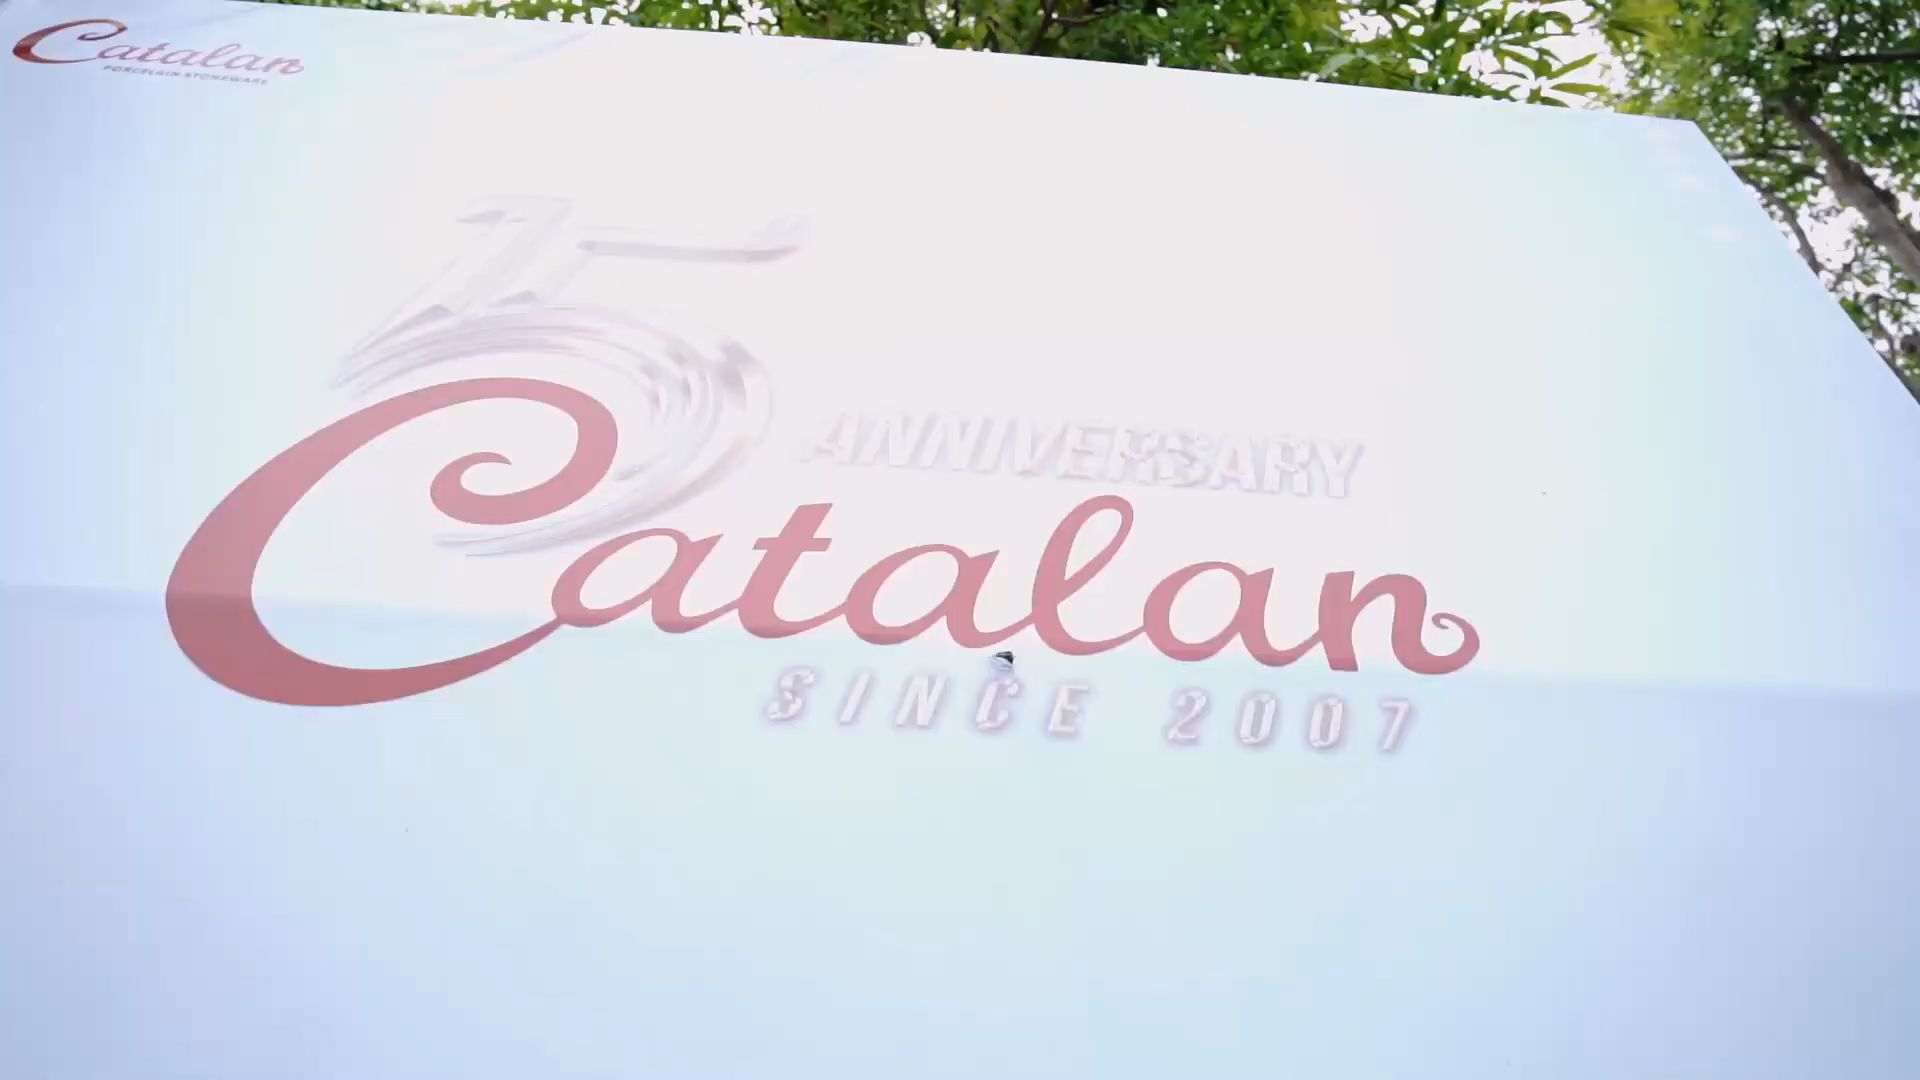 Catalan
PORCELAIN STONEWARE
15
ANNIVERSARY
Catalan
SINCE 2007